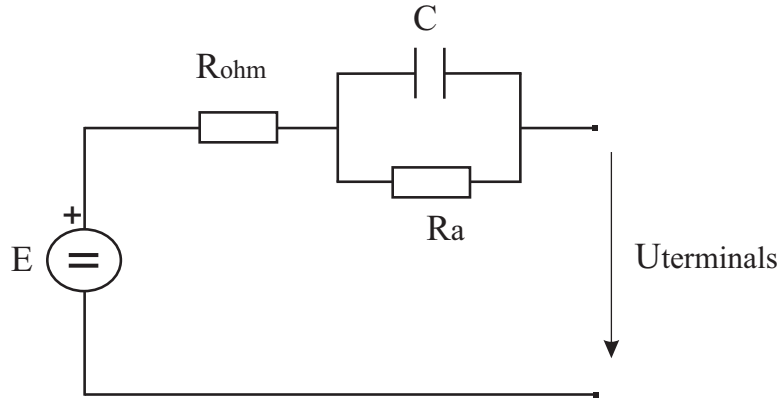 C
Rohm
Ra
+
E
=
Uterminals